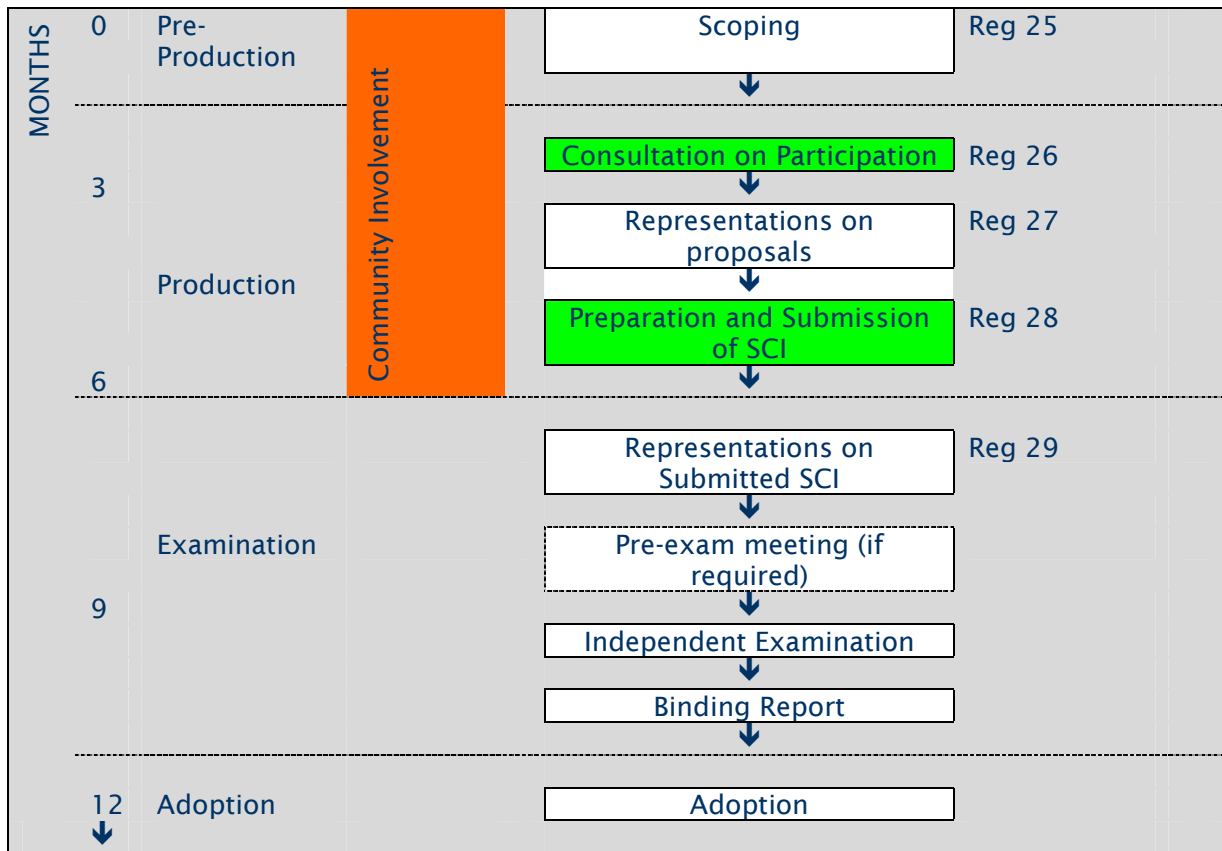 MONTHS
0
Pre-
Production
Community Involvement
Scoping
Reg 25
Consultation on Participation
Reg 26
3
Representations on
proposals
Reg 27
Production
Preparation and Submission
of SCI
Reg 28
6
Representations on
Submitted SCI
Reg 29
Examination
Pre-exam meeting (if
required)
9
Independent Examination
Binding Report
12
Adoption
Adoption